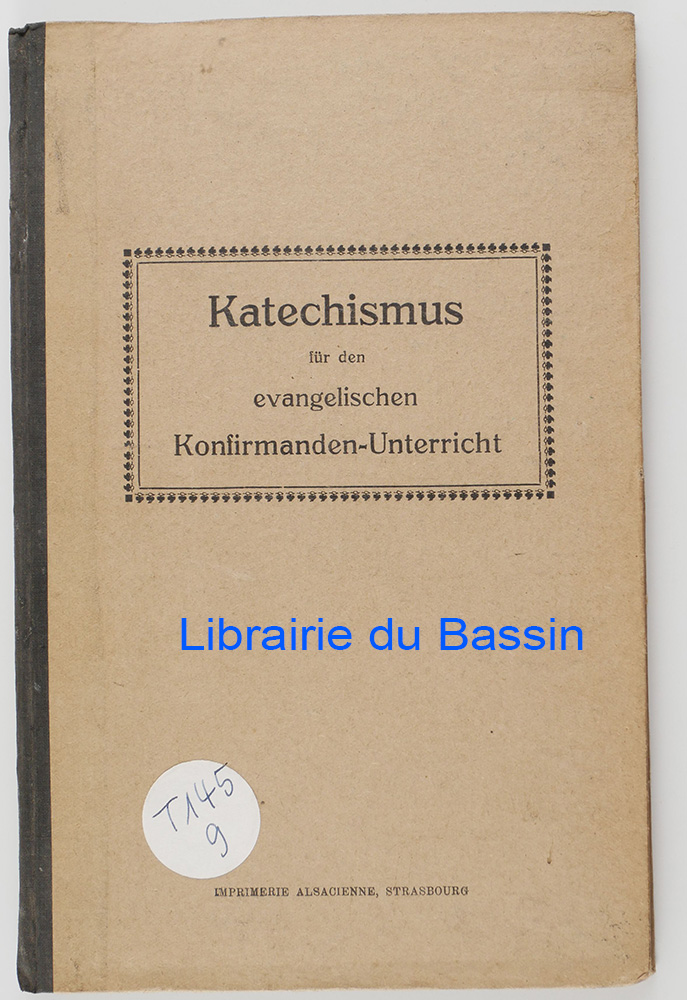 Katechismus
für den
evangelischen
Konfirmanden-Unterricht
Librairie du Bassin
T145
9
IMPRIMERIE ALSACIENNE, STRASBOURG